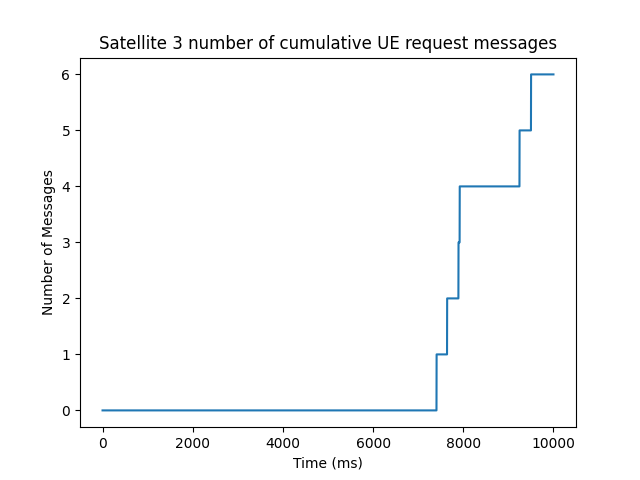 Satellite 3 number of cumulative UE request messages
6
5
4
3
2
1
0
Number of Messages
0 2000 4000 6000 8000 10000
Time (ms)